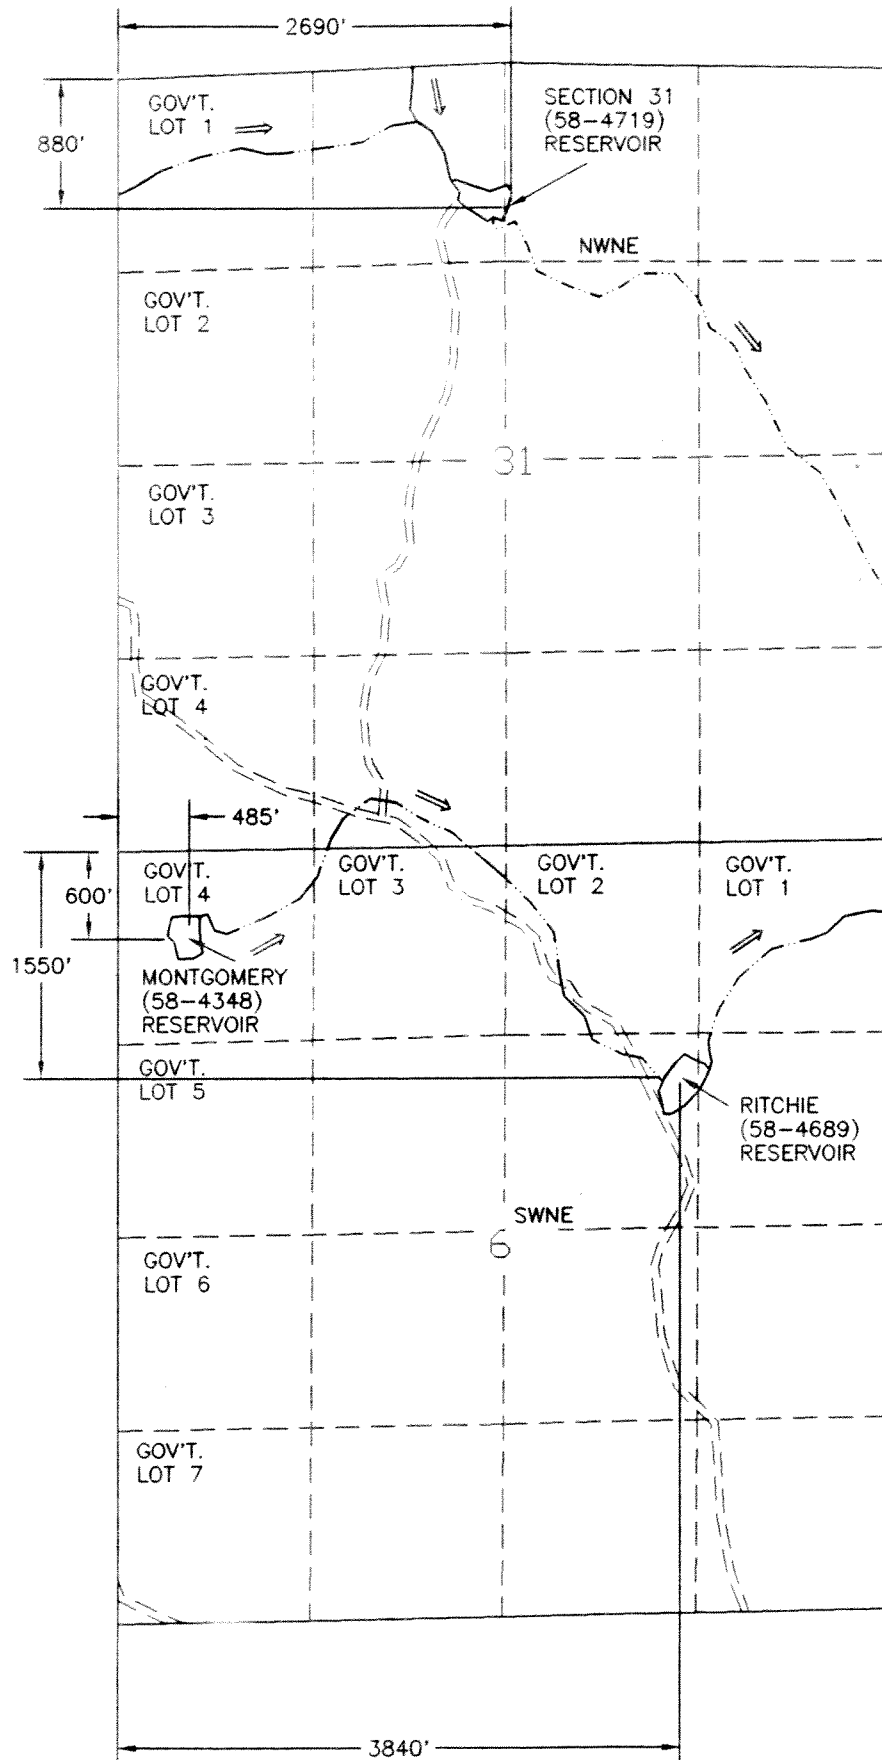 2690'
GOV'T.
LOT 1
880'
SECTION 31
(58-4719)
RESERVOIR
NWNE
GOV'T.
LOT 2
31
GOV'T.
LOT 3
GOV'T.
LOT 4
485'
GOV'T.
LOT 4
GOV'T.
LOT 3
GOV'T.
LOT 2
GOV'T.
LOT 1
600'
1550'
MONTGOMERY
(58-4348)
RESERVOIR
GOV'T.
LOT 5
RITCHIE
(58-4689)
RESERVOIR
SWNE
6
GOV'T.
LOT 6
GOV'T.
LOT 7
3840'